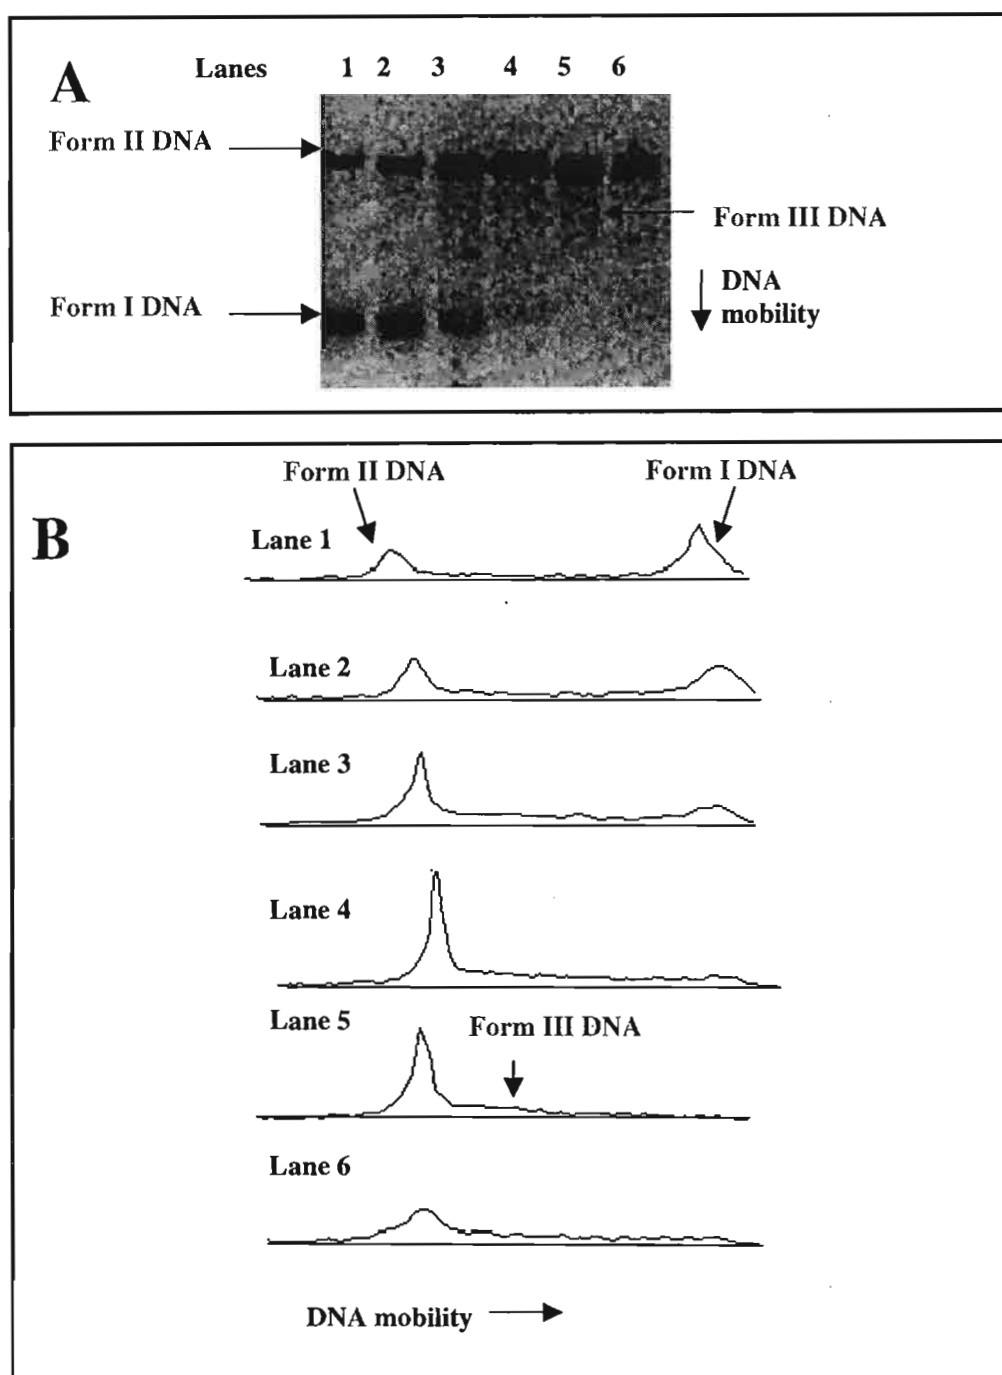 A
Lanes 1 2 3 4 5 6
Form II DNA
Form III DNA
Form I DNA
DNA
mobility
B
Form II DNA
Form I DNA
Lane 1
Lane 2
Lane 3
Lane 4
Lane 5
Form III DNA
Lane 6
DNA mobility